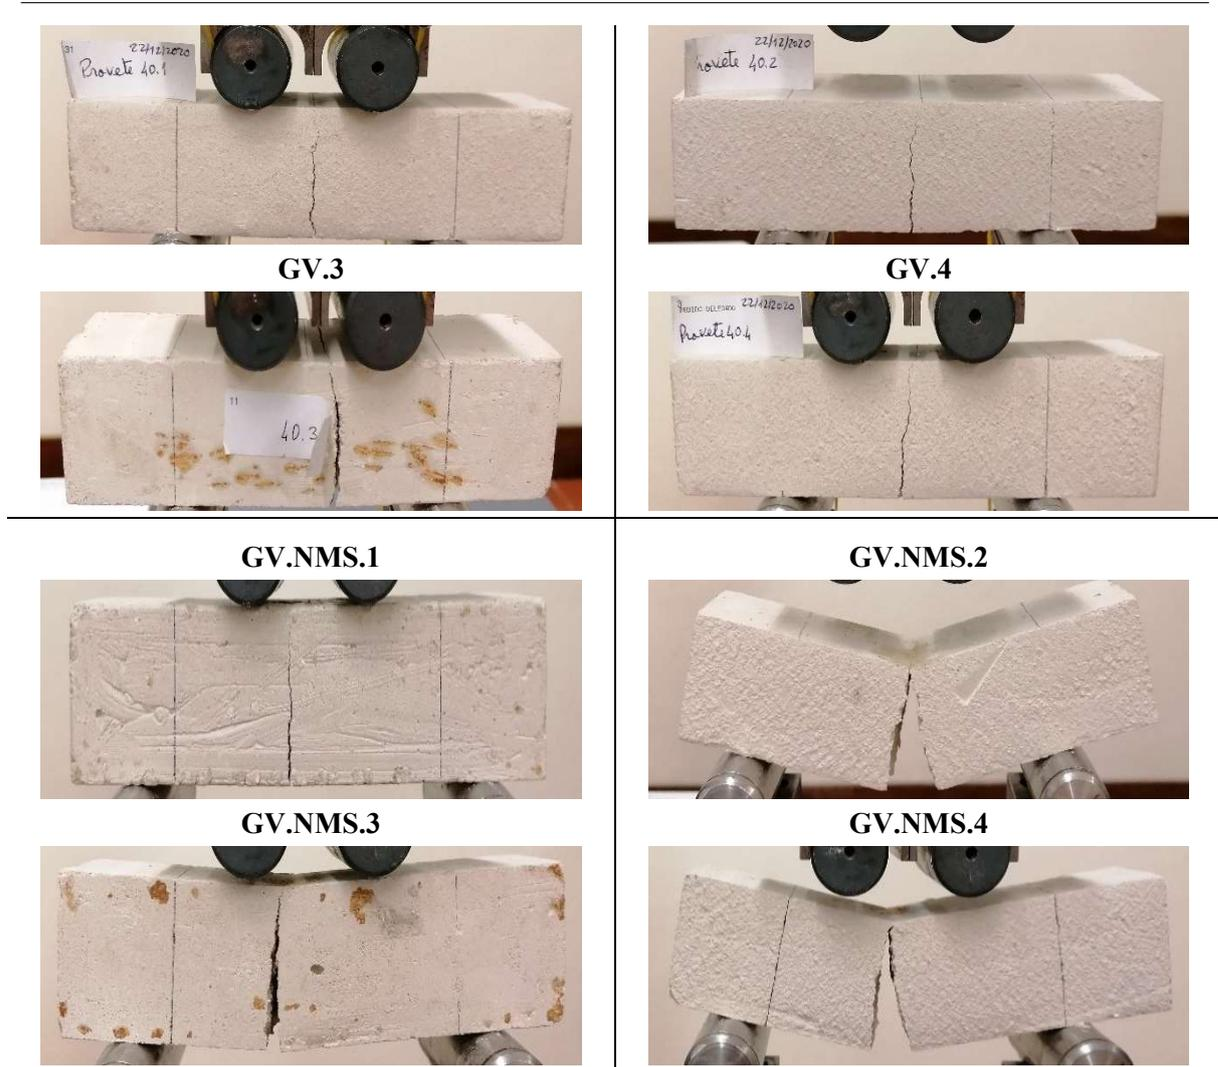 31 22/12/2020
Provete 40.1
22/12/2020
Provete 40.2
GV.3
GV.4
11
40.3
22/12/2020
Provete 40.4
GV.NMS.1
GV.NMS.2
GV.NMS.3
GV.NMS.4